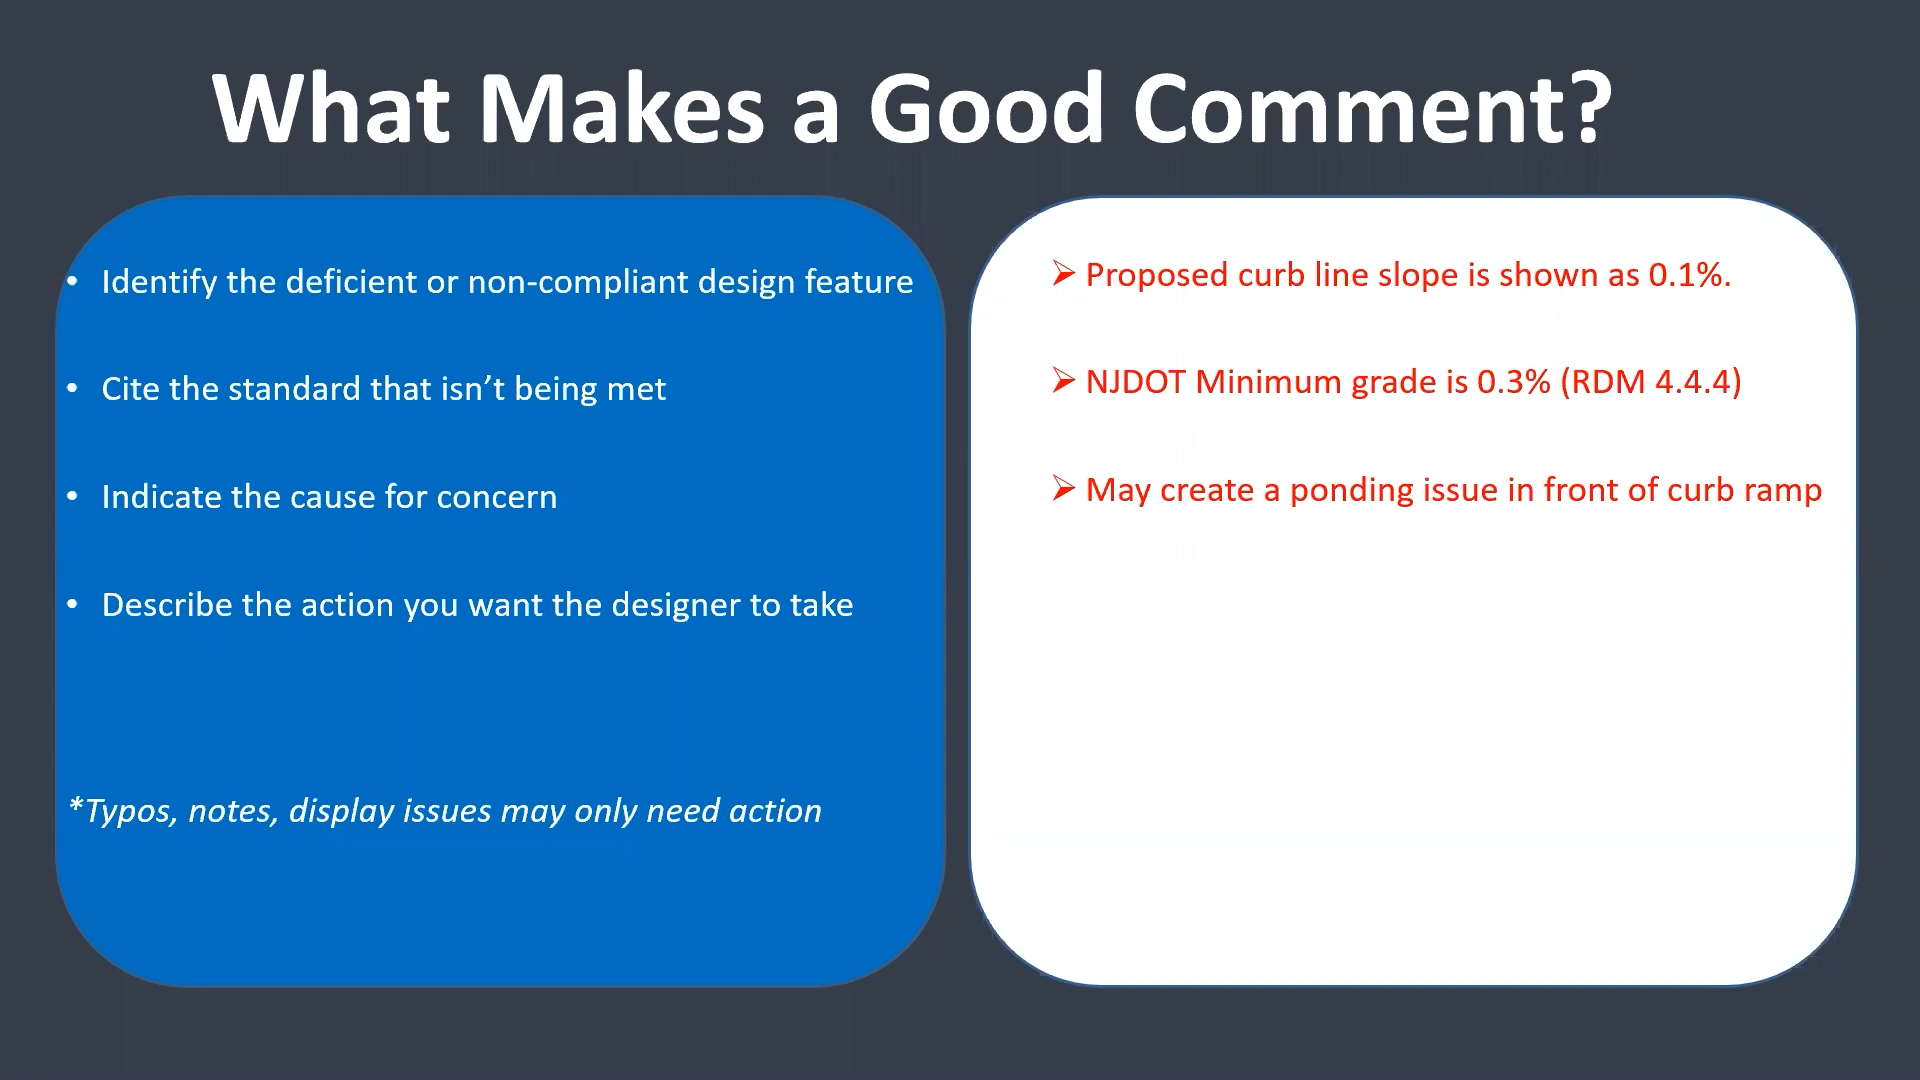 What Makes a Good Comment?
• Identify the deficient or non-compliant design feature
• Cite the standard that isn’t being met
• Indicate the cause for concern
• Describe the action you want the designer to take
*Typos, notes, display issues may only need action
➢ Proposed curb line slope is shown as 0.1%.
➢ NJDOT Minimum grade is 0.3% (RDM 4.4.4)
➢ May create a ponding issue in front of curb ramp